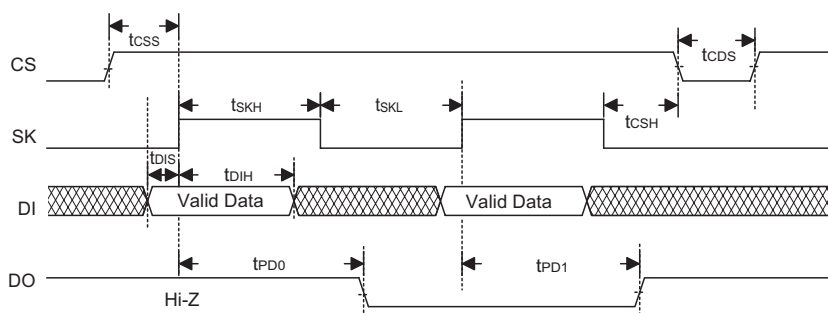 tCSS
tCDS
CS
tSKH
tSKL
tCSH
SK
tDIS
tDIH
DI
Valid Data
Valid Data
tPD0
tPD1
DO
Hi-Z